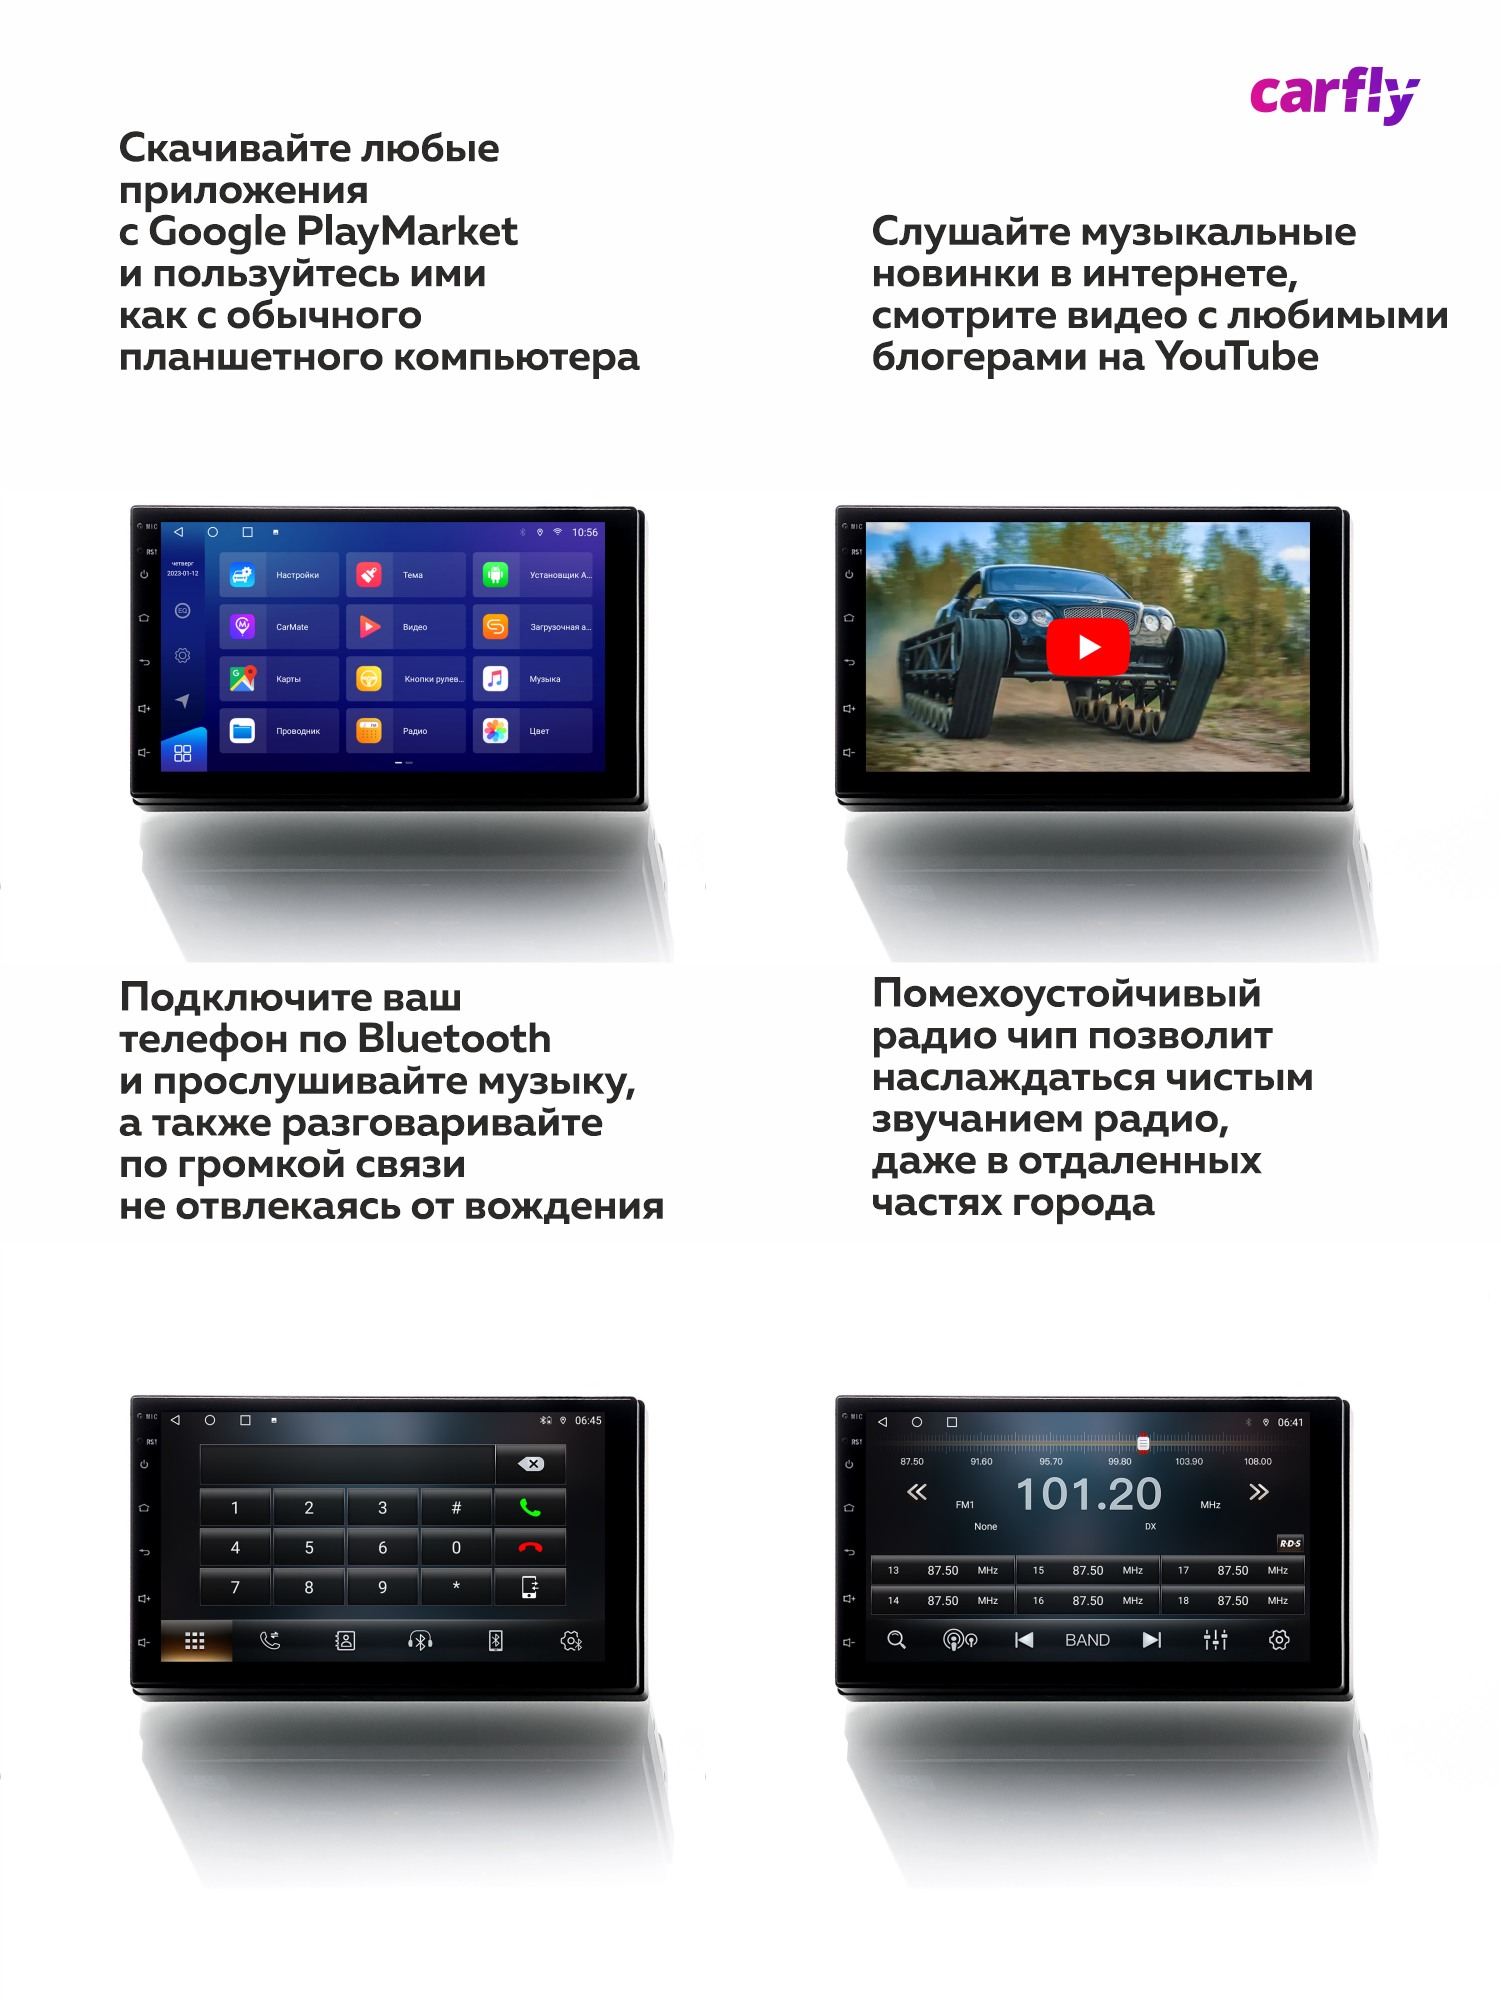 carfly
Скачивайте любые
приложения
с Google PlayMarket
и пользуйтесь ими
как с обычного
планшетного компьютера
Слушайте музыкальные
новинки в интернете,
смотрите видео с любимыми
блогерами на YouTube
MIC
RST
10:56
четверг
2023-01-12
EQ
Настройки
Тема
Установщик A...
CarMate
Видео
Загрузочная а...
Карты
Кнопки рулев...
Музыка
Проводник
FM
Радио
Цвет
MIC
RST
Подключите ваш
телефон по Bluetooth
и прослушивайте музыку,
а также разговаривайте
по громкой связи
не отвлекаясь от вождения
Помехоустойчивый
радио чип позволит
наслаждаться чистым
звучанием радио,
даже в отдаленных
частях города
MIC
RST
06:45
1 2 3 #
4 5 6 0
7 8 9 *
MIC
RST
06:41
87.50 91.60 95.70 99.80 103.90 108.00
FM1 101.20 MHz
None DX
R·D·S
13 87.50 MHz 15 87.50 MHz 17 87.50 MHz
14 87.50 MHz 16 87.50 MHz 18 87.50 MHz
BAND